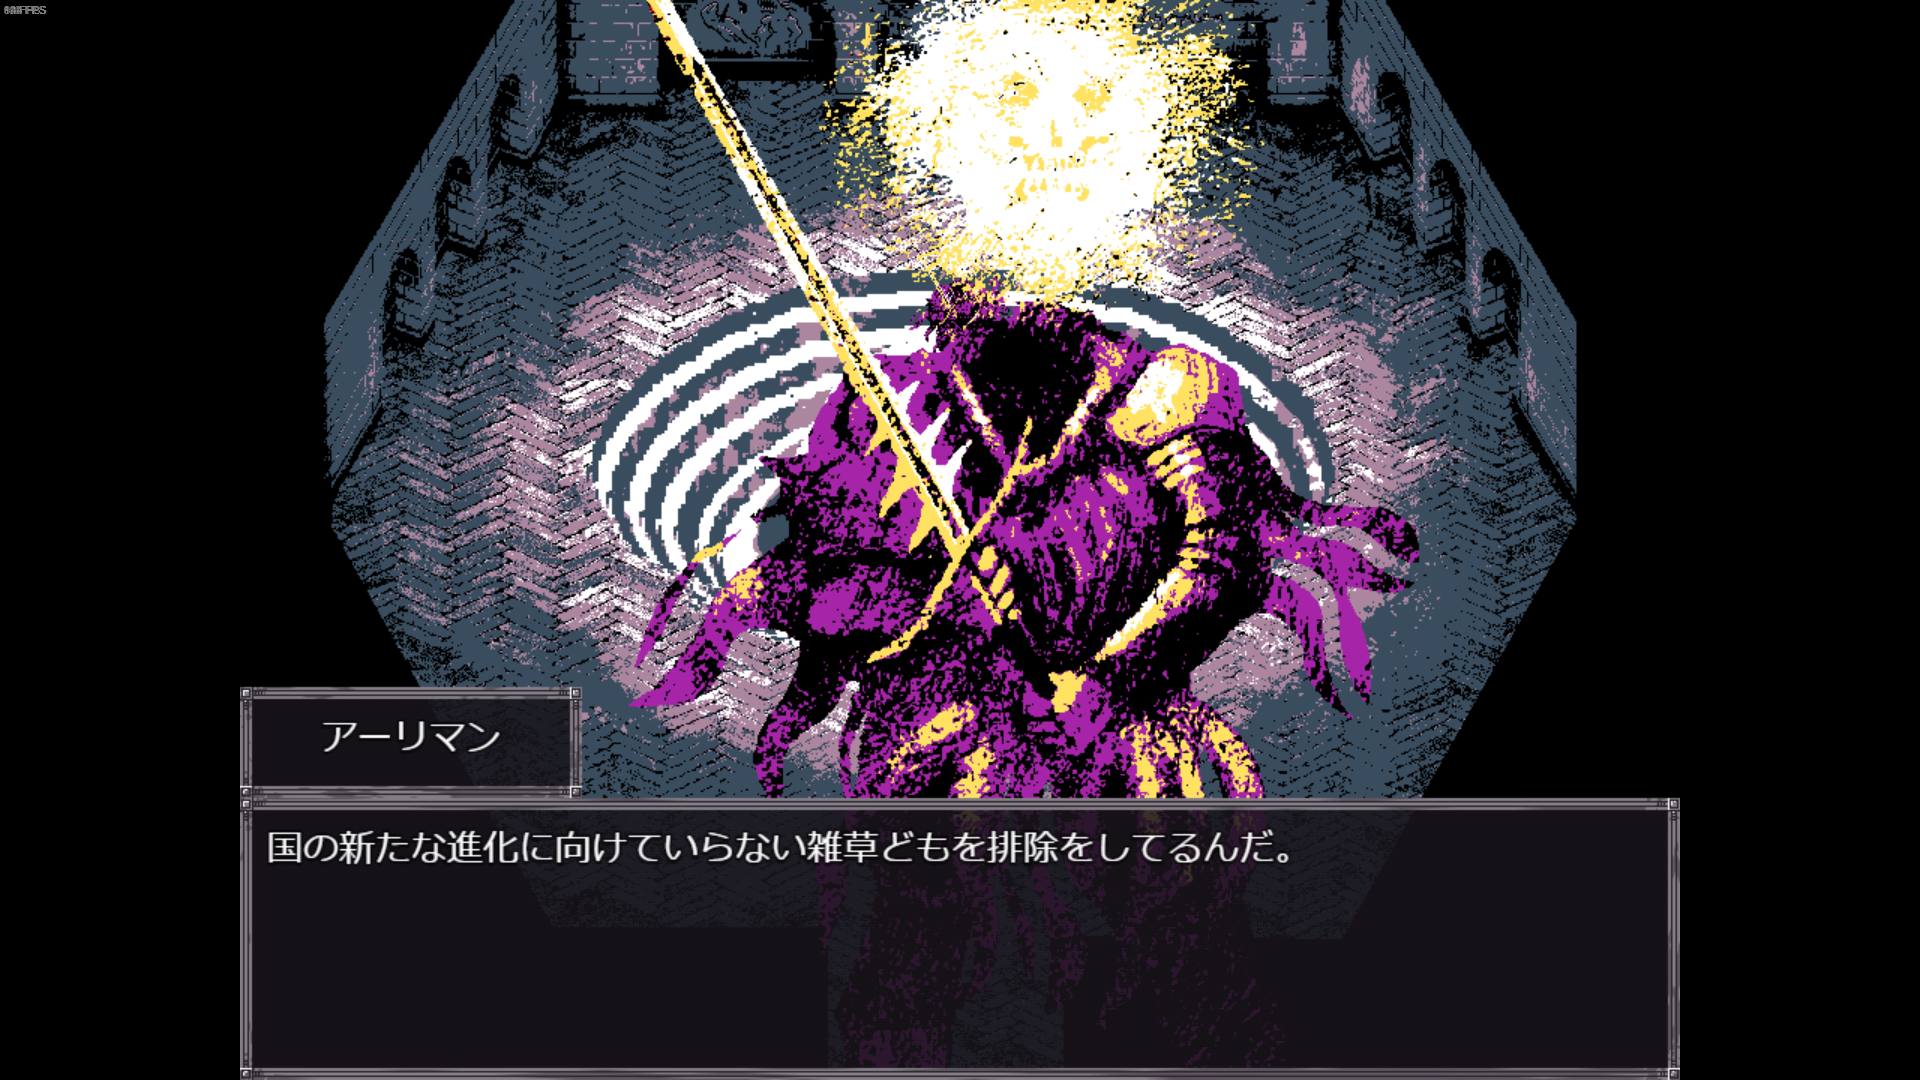 アーリマン
国の新たな進化に向けていらない雑草どもを排除をしてるんだ。